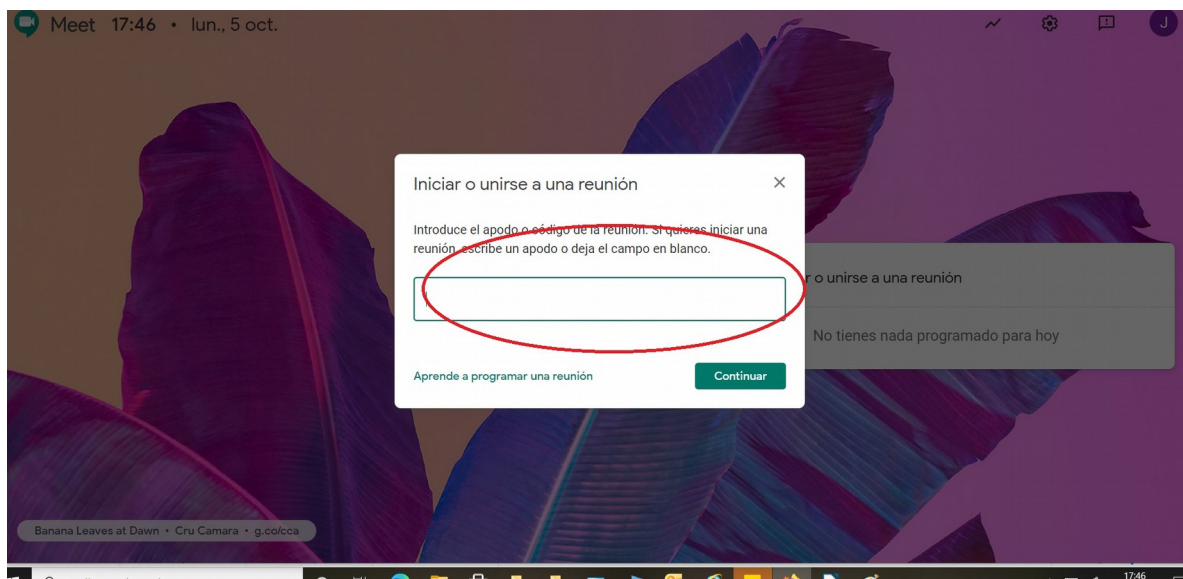 Meet 17:46 • lun., 5 oct.
J
Iniciar o unirse a una reunión
Introduce el apodo o código de la reunión. Si quieres iniciar una
reunión, escribe un apodo o deja el campo en blanco.
r o unirse a una reunión
No tienes nada programado para hoy
Aprende a programar una reunión
Continuar
Banana Leaves at Dawn • Cru Camara • g.co/cca
17:46